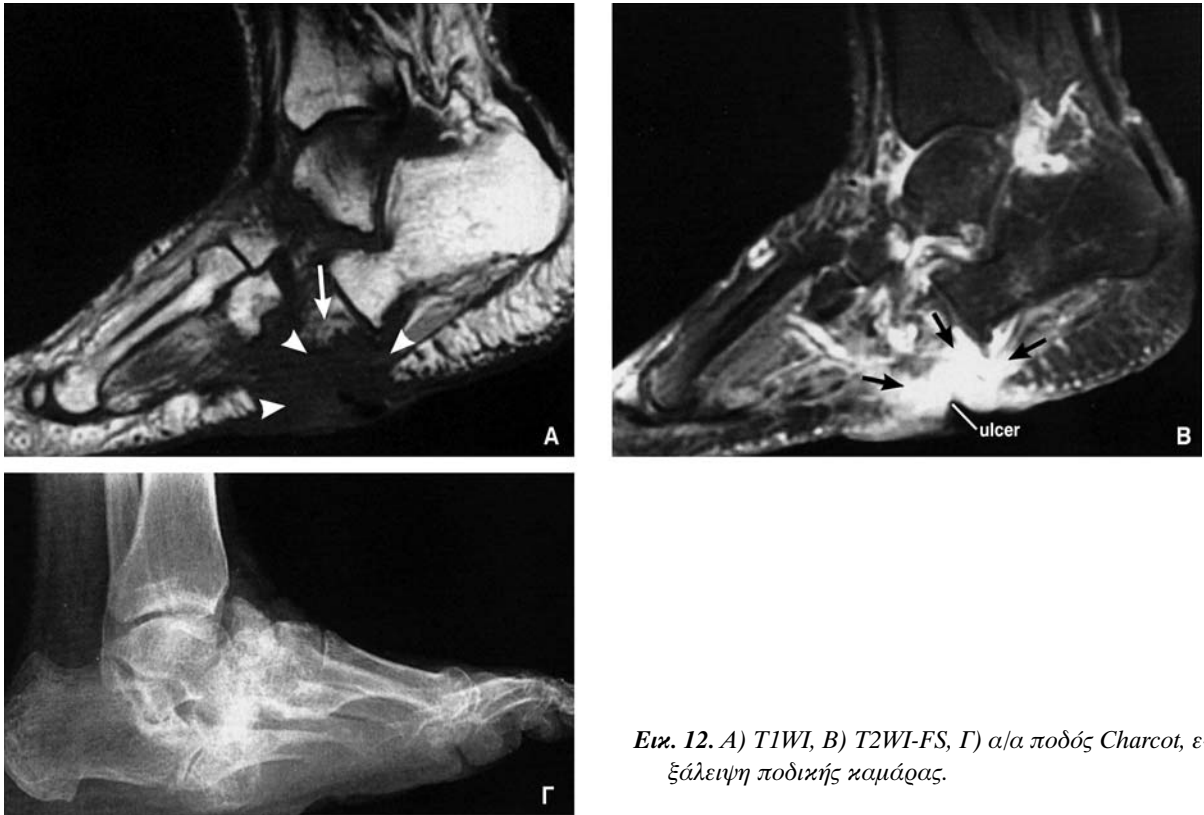 A
B
ulcer
Γ
Εικ. 12. Α) T1WI, Β) T2WI-FS, Γ) α/α ποδός Charcot, ε
ξάλειψη ποδικής καμάρας.